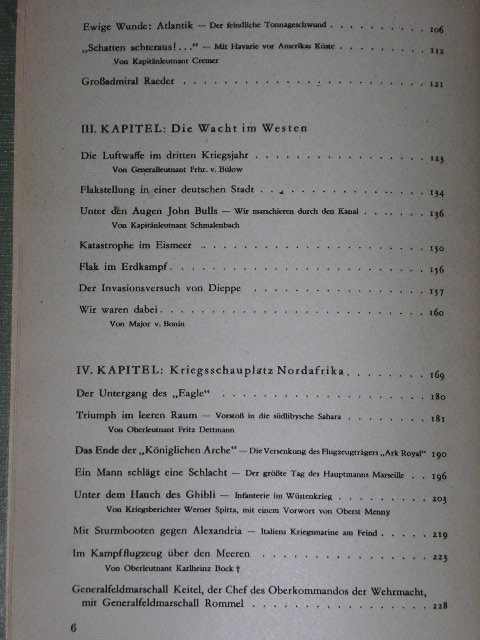 Ewige Wunde: Atlantik — Der feindliche Tonnageschwund . . . . . . . . . . 106
„Schatten achteraus!...“ — Mit Havarie vor Amerikas Küste . . . . . . . . . 112
Von Kapitänleutnant Cremer
Großadmiral Raeder . . . . . . . . . . . . . . . . . . . . 121
III. KAPITEL: Die Wacht im Westen
Die Luftwaffe im dritten Kriegsjahr . . . . . . . . . . . . . . . 123
Von Generalleutnant Frhr. v. Bülow
Flakstellung in einer deutschen Stadt . . . . . . . . . . . . . . 134
Unter den Augen John Bulls — Wir marschieren durch den Kanal . . . . . . 136
Von Kapitänleutnant Schmalenbach
Katastrophe im Eismeer . . . . . . . . . . . . . . . . . . 150
Flak im Erdkampf . . . . . . . . . . . . . . . . . . . . 156
Der Invasionsversuch von Dieppe . . . . . . . . . . . . . . . 157
Wir waren dabei . . . . . . . . . . . . . . . . . . . . . 160
Von Major v. Bonin
IV. KAPITEL: Kriegsschauplatz Nordafrika . . . . . . . 169
Der Untergang des „Eagle“ . . . . . . . . . . . . . . . . . 180
Triumph im leeren Raum — Vorstoß in die südlibysche Sahara . . . . . . . 181
Von Oberleutnant Fritz Dettmann
Das Ende der „Königlichen Arche“ — Die Versenkung des Flugzeugträgers „Ark Royal“ 190
Ein Mann schlägt eine Schlacht — Der größte Tag des Hauptmanns Marseille . . 196
Unter dem Hauch des Ghibli — Infanterie im Wüstenkrieg . . . . . . . . . 203
Von Kriegsberichter Werner Spitta, mit einem Vorwort von Oberst Menny
Mit Sturmbooten gegen Alexandria — Italiens Kriegsmarine am Feind . . . . . 219
Im Kampfflugzeug über den Meeren . . . . . . . . . . . . . . 223
Von Oberleutnant Karlheinz Bock †
Generalfeldmarschall Keitel, der Chef des Oberkommandos der Wehrmacht,
mit Generalfeldmarschall Rommel . . . . . . . . . . . . . . 228
6